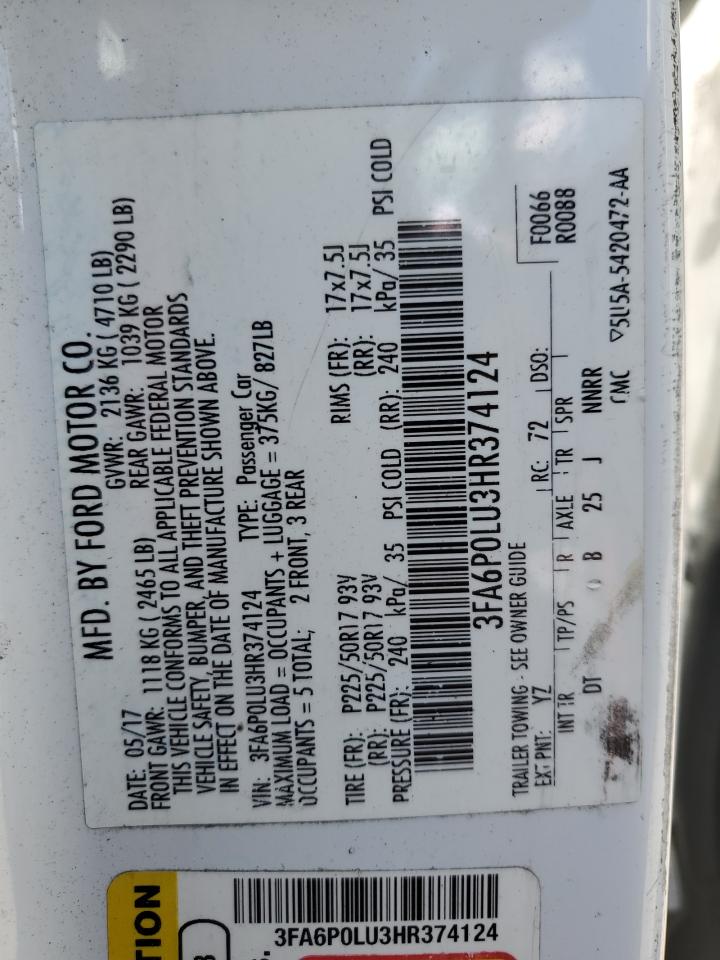 MFD. BY FORD MOTOR CO.
DATE: 05/17 GVWR: 2136 KG ( 4710 LB)
FRONT GAWR: 1118 KG ( 2465 LB) REAR GAWR: 1039 KG ( 2290 LB)
THIS VEHICLE CONFORMS TO ALL APPLICABLE FEDERAL MOTOR
VEHICLE SAFETY, BUMPER, AND THEFT PREVENTION STANDARDS
IN EFFECT ON THE DATE OF MANUFACTURE SHOWN ABOVE.
VIN: 3FA6P0LU3HR374124 TYPE: Passenger Car
MAXIMUM LOAD = OCCUPANTS + LUGGAGE = 375KG/ 827LB
OCCUPANTS = 5 TOTAL; 2 FRONT, 3 REAR
TIRE (FR): P225/50R17 93V RIMS (FR): 17x7.5J
(RR): P225/50R17 93V (RR): 17x7.5J
PRESSURE (FR): 240 kPa/ 35 PSI COLD (RR): 240 kPa/ 35 PSI COLD
3FA6P0LU3HR374124
TRAILER TOWING - SEE OWNER GUIDE
F0066
EXT PNT: YZ RC: 72 DSO: R0088
INT TR TP/PS R AXLE TR SPR
DT B 25 J NNRR
5U5A-5420472-AA
TION
3FA6P0LU3HR374124